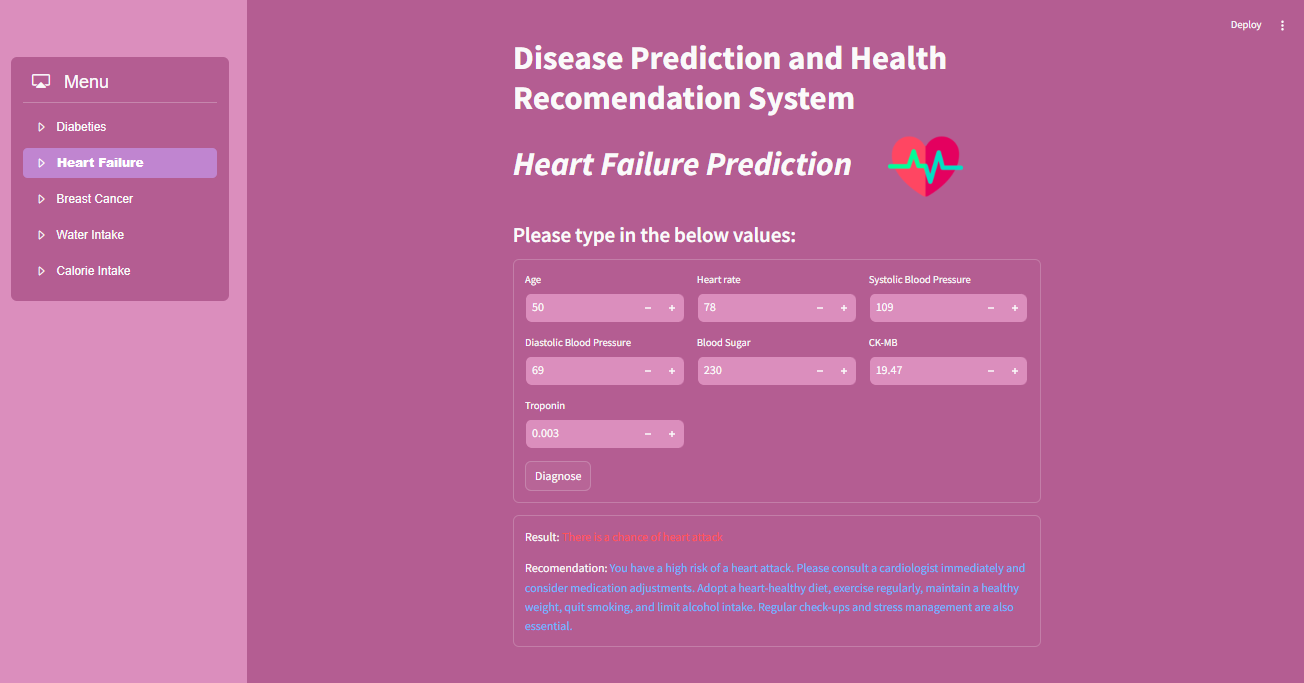 Deploy
Menu
Diabeties
Heart Failure
Breast Cancer
Water Intake
Calorie Intake
Disease Prediction and Health
Recomendation System
Heart Failure Prediction
Please type in the below values:
Age
Heart rate
Systolic Blood Pressure
50
78
109
Diastolic Blood Pressure
Blood Sugar
CK-MB
69
230
19.47
Troponin
0.003
Diagnose
Result: There is a chance of heart attack
Recomendation: You have a high risk of a heart attack. Please consult a cardiologist immediately and
consider medication adjustments. Adopt a heart-healthy diet, exercise regularly, maintain a healthy
weight, quit smoking, and limit alcohol intake. Regular check-ups and stress management are also
essential.